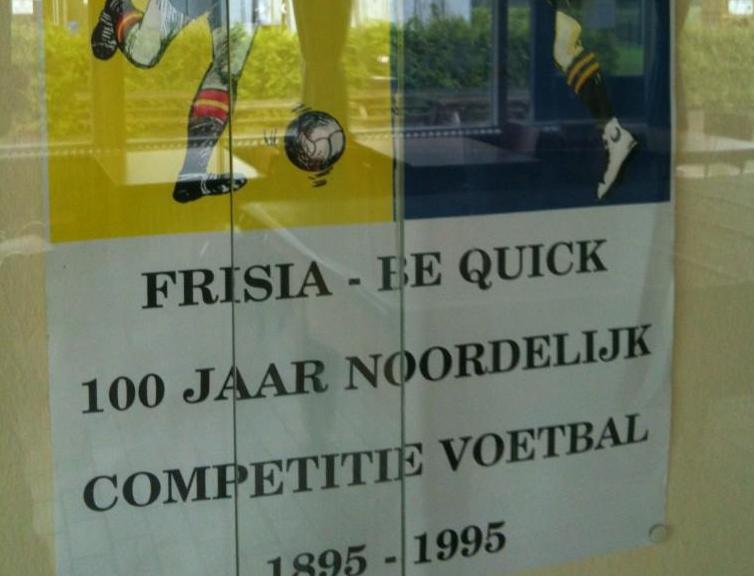 FRISIA - BE QUICK
100 JAAR NOORDELIJK
COMPETITIE VOETBAL
1895 - 1995